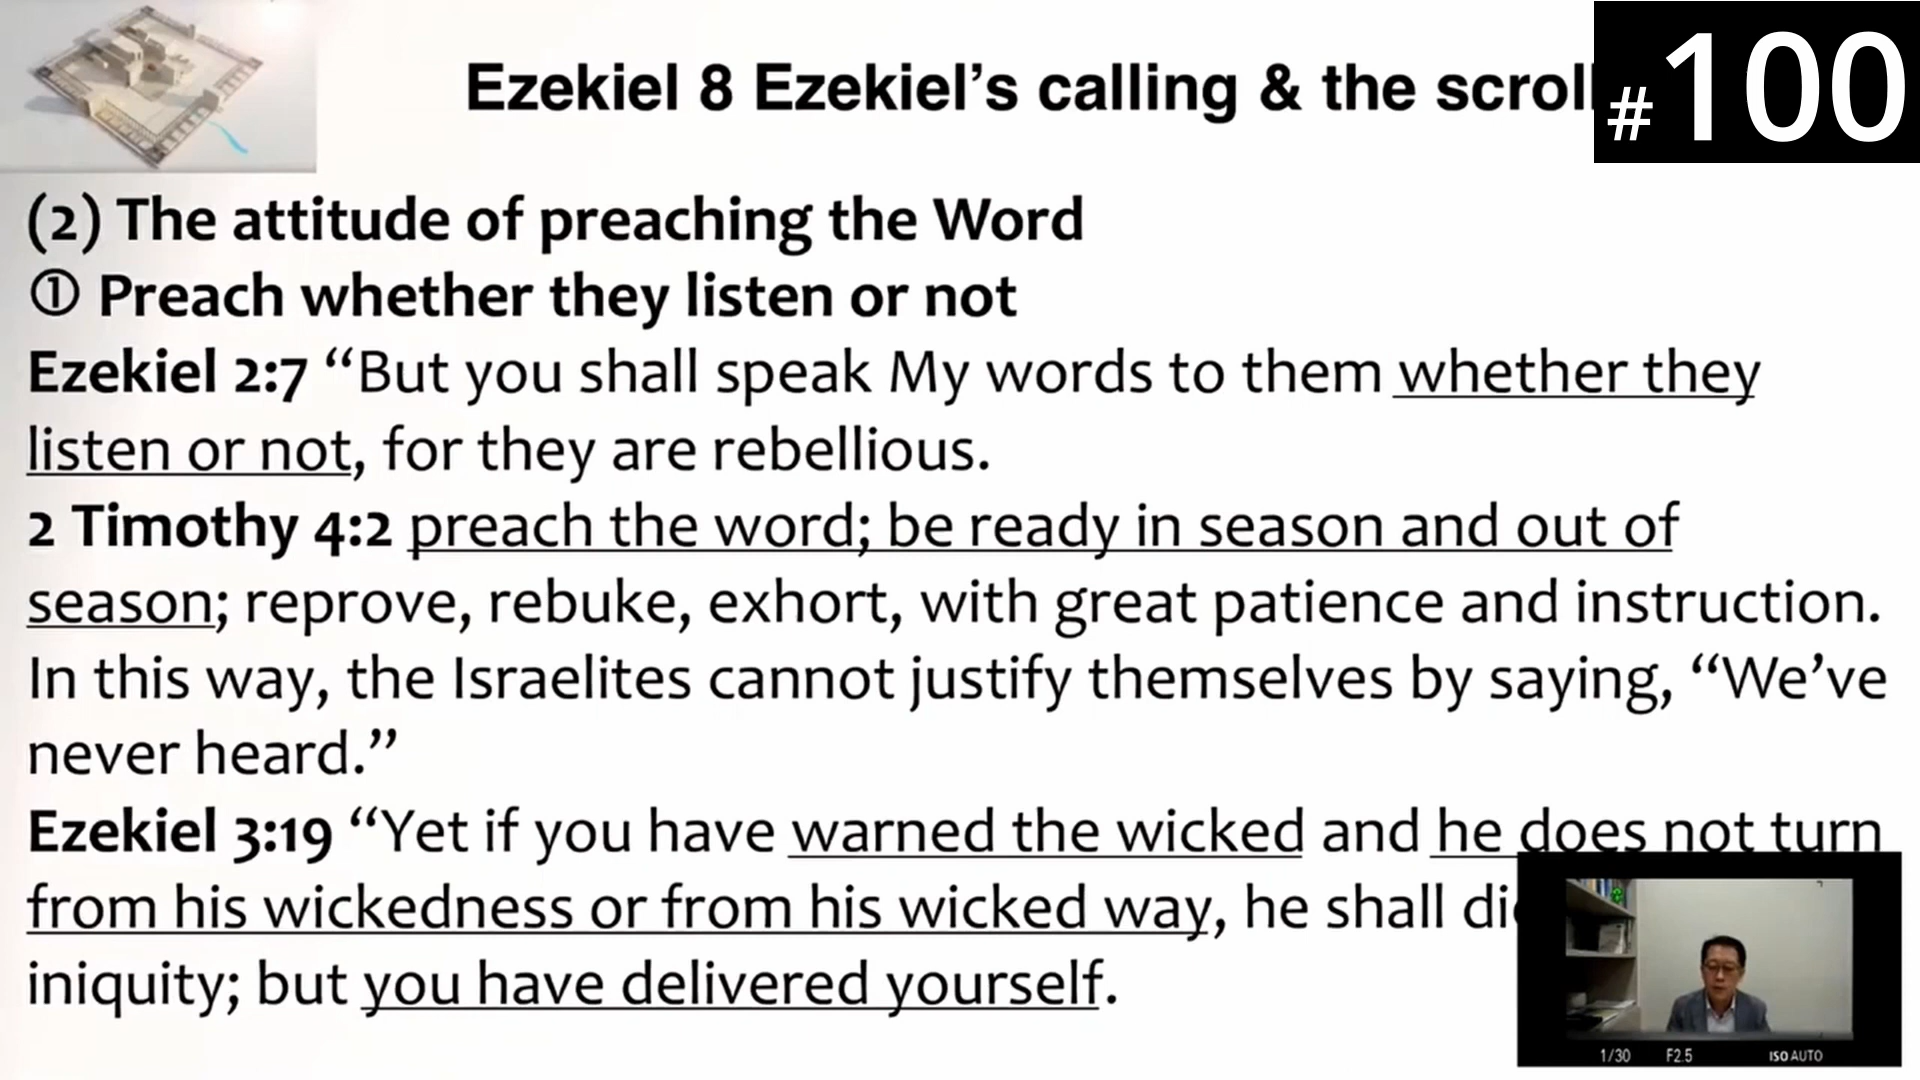 Ezekiel 8 Ezekiel’s calling & the scroll
#100
(2) The attitude of preaching the Word
① Preach whether they listen or not
Ezekiel 2:7 “But you shall speak My words to them whether they
listen or not, for they are rebellious.
2 Timothy 4:2 preach the word; be ready in season and out of
season; reprove, rebuke, exhort, with great patience and instruction.
In this way, the Israelites cannot justify themselves by saying, “We’ve
never heard.”
Ezekiel 3:19 “Yet if you have warned the wicked and he does not turn
from his wickedness or from his wicked way, he shall
iniquity; but you have delivered yourself.
1/30 F2.5 ISO AUTO